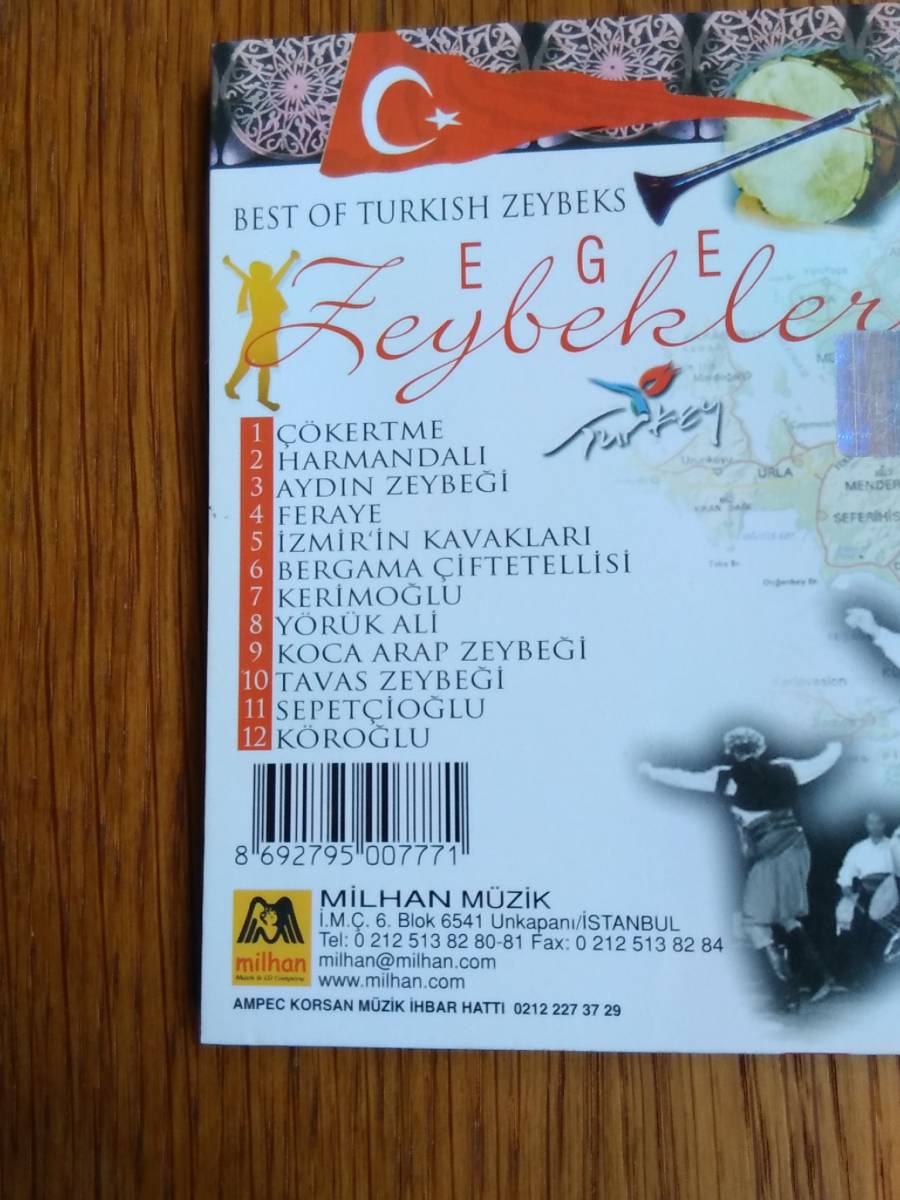 BEST OF TURKISH ZEYBEKS
EGE
Zeybekler
Turkey
1 ÇÖKERTME
2 HARMANDALI
3 AYDIN ZEYBEĞİ
4 FERAYE
5 İZMİR'İN KAVAKLARI
6 BERGAMA ÇİFTETELLİSİ
7 KERİMOĞLU
8 YÖRÜK ALİ
9 KOCA ARAP ZEYBEĞİ
10 TAVAS ZEYBEĞİ
11 SEPETÇİOĞLU
12 KÖROĞLU
URLA
MENDER
SEFERİHİS
8 692795 007771
MİLHAN MÜZİK
İ.M.Ç. 6. Blok 6541 Unkapanı/İSTANBUL
Tel: 0 212 513 82 80-81 Fax: 0 212 513 82 84
milhan@milhan.com
www.milhan.com
milhan
AMPEC KORSAN MÜZİK İHBAR HATTI 0212 227 37 29